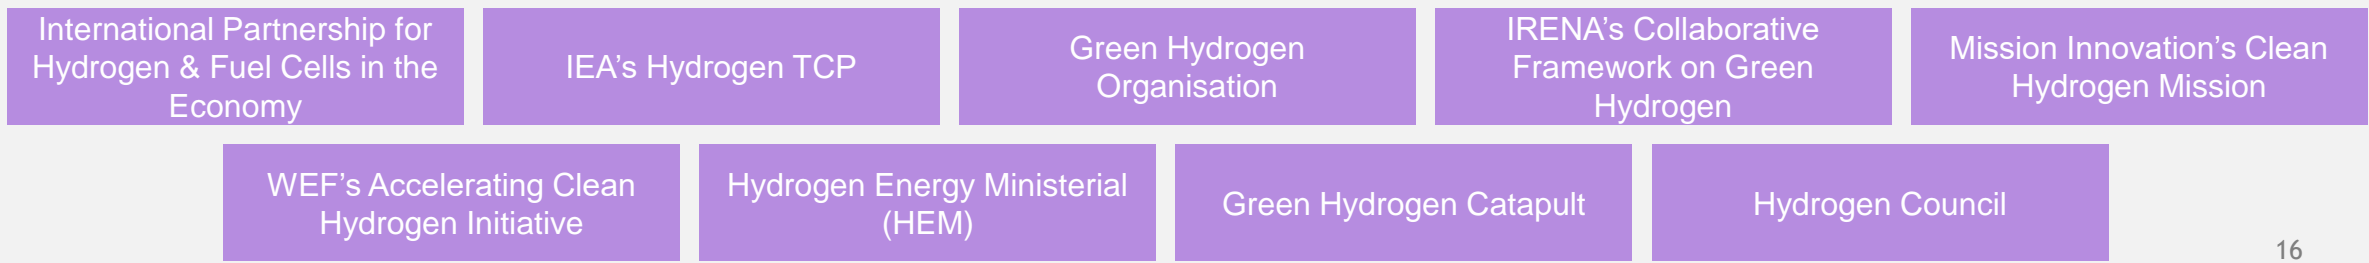 International Partnership for
Hydrogen & Fuel Cells in the
Economy
IEA's Hydrogen TCP
Green Hydrogen
Organisation
IRENA's Collaborative
Framework on Green
Hydrogen
Mission Innovation's Clean
Hydrogen Mission
WEF's Accelerating Clean
Hydrogen Initiative
Hydrogen Energy Ministerial
(HEM)
Green Hydrogen Catapult
Hydrogen Council
16